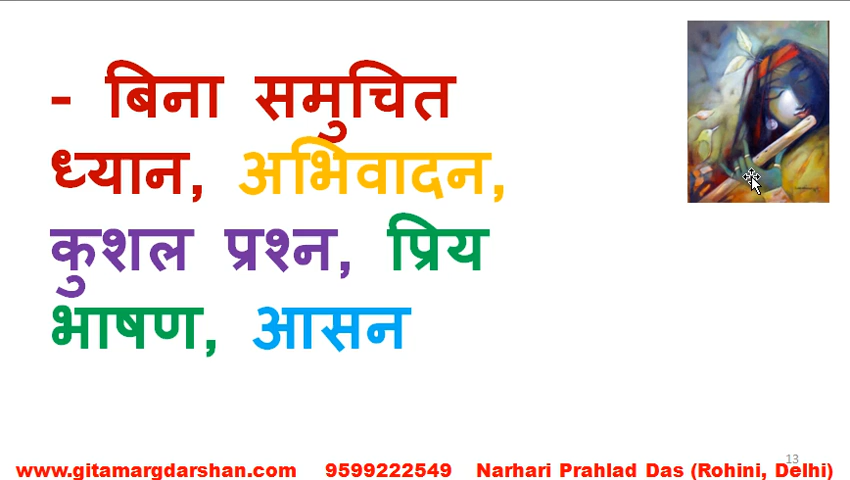 - बिना समुचित
ध्यान, अभिवादन,
कुशल प्रश्न, प्रिय
भाषण, आसन
13
www.gitamargdarshan.com 9599222549 Narhari Prahlad Das (Rohini, Delhi)